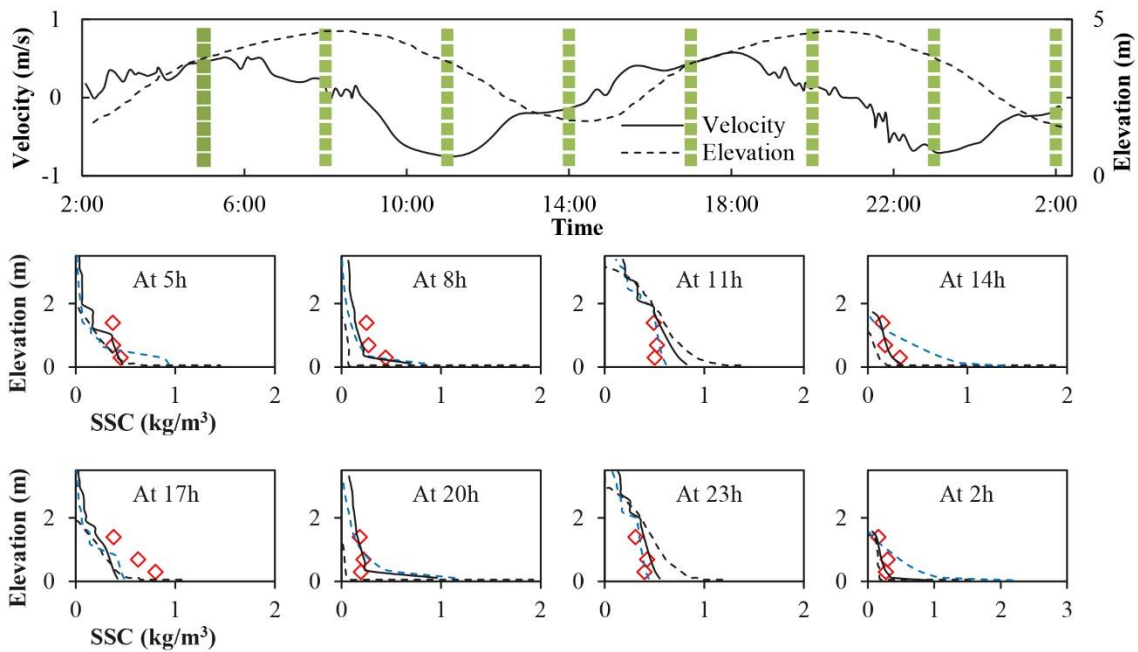 1
5
Velocity (m/s)
0
Velocity
Elevation
Elevation (m)
-1
0
2:00 6:00 10:00 14:00 18:00 22:00 2:00
Time
Elevation (m)
At 5h At 8h At 11h At 14h
2 2 2 2
0 0 0 0
0 1 2 0 1 2 0 1 2 0 1 2
SSC (kg/m³)
Elevation (m)
At 17h At 20h At 23h At 2h
2 2 2 2
0 0 0 0
0 1 2 0 1 2 0 1 2 0 1 2 3
SSC (kg/m³)